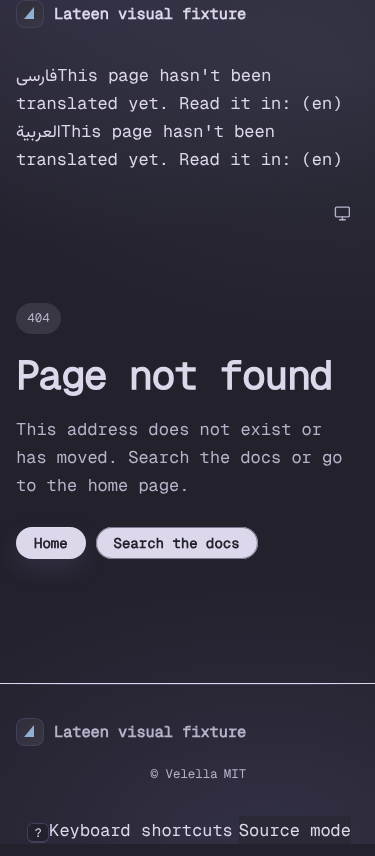 Lateen visual fixture
فارسیThis page hasn't been
translated yet. Read it in: (en)
العربيةThis page hasn't been
translated yet. Read it in: (en)
404
Page not found
This address does not exist or
has moved. Search the docs or go
to the home page.
Home Search the docs
Lateen visual fixture
© Velella MIT
? Keyboard shortcuts Source mode